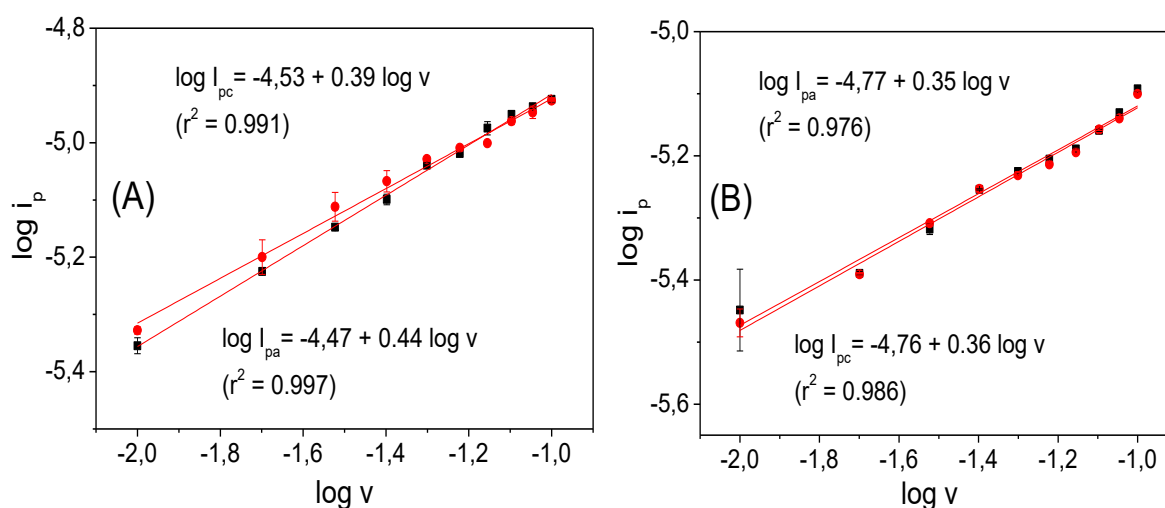 -4,8
-5,0
-5,2
-5,4
log i_p
(A)
log I_pc = -4,53 + 0.39 log v
(r² = 0.991)
log I_pa = -4,47 + 0.44 log v
(r² = 0.997)
-2,0 -1,8 -1,6 -1,4 -1,2 -1,0
log v
-5,0
-5,2
-5,4
-5,6
log i_p
(B)
log I_pa = -4,77 + 0.35 log v
(r² = 0.976)
log I_pc = -4,76 + 0.36 log v
(r² = 0.986)
-2,0 -1,8 -1,6 -1,4 -1,2 -1,0
log v